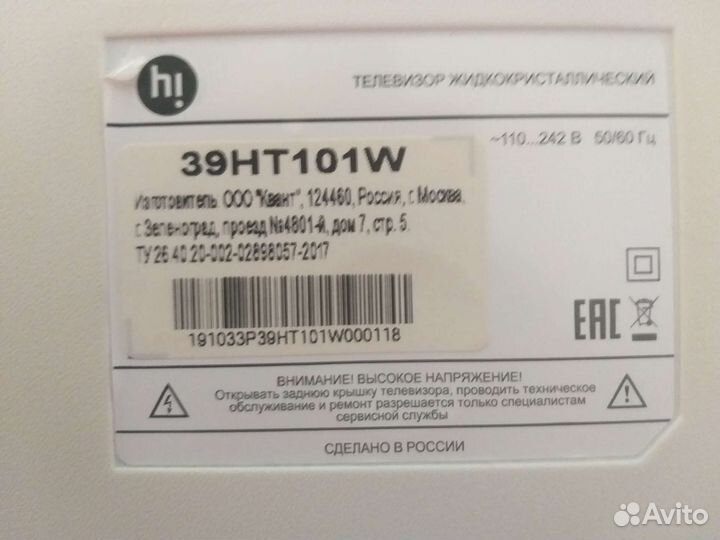 hi
ТЕЛЕВИЗОР ЖИДКОКРИСТАЛЛИЧЕСКИЙ
~110...242 В 50/60 Гц
39HT101W
Изготовитель: ООО "Квант", 124460, Россия, г. Москва,
г. Зеленоград, проезд №4801-й, дом 7, стр. 5.
ТУ 26.40.20-002-02898057-2017
191033P39HT101W000118
EAC
ВНИМАНИЕ! ВЫСОКОЕ НАПРЯЖЕНИЕ!
Открывать заднюю крышку телевизора, проводить техническое
обслуживание и ремонт разрешается только специалистам
сервисной службы
СДЕЛАНО В РОССИИ
Avito